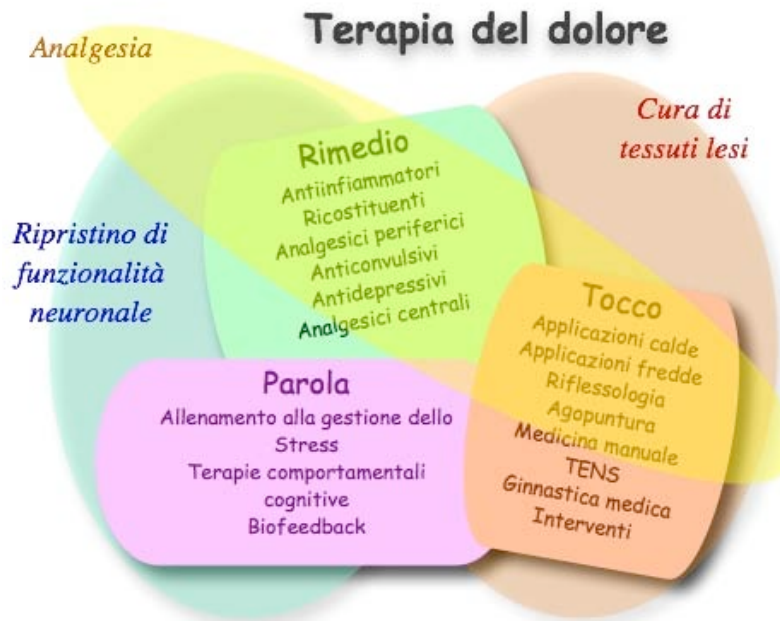 Terapia del dolore
Analgesia
Cura di
tessuti lesi
Ripristino di
funzionalità
neuronale
Rimedio
Antiinfiammatori
Ricostituenti
Analgesici periferici
Anticonvulsivi
Antidepressivi
Analgesici centrali
Tocco
Applicazioni calde
Applicazioni fredde
Riflessologia
Agopuntura
Medicina manuale
TENS
Ginnastica medica
Interventi
Parola
Allenamento alla gestione dello
Stress
Terapie comportamentali
cognitive
Biofeedback